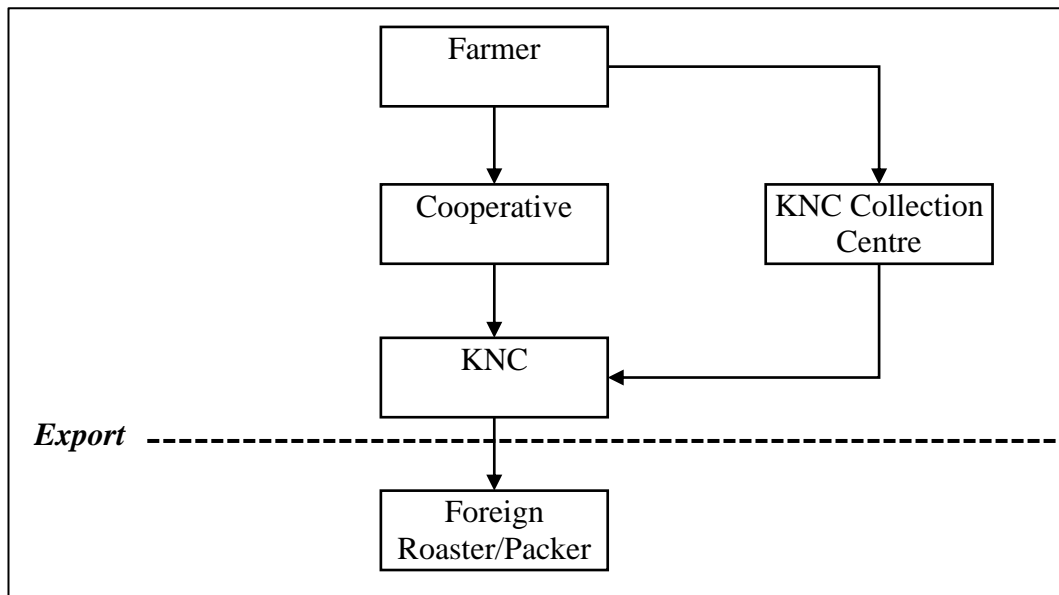 Farmer
Cooperative
KNC Collection
Centre
KNC
Export
Foreign
Roaster/Packer